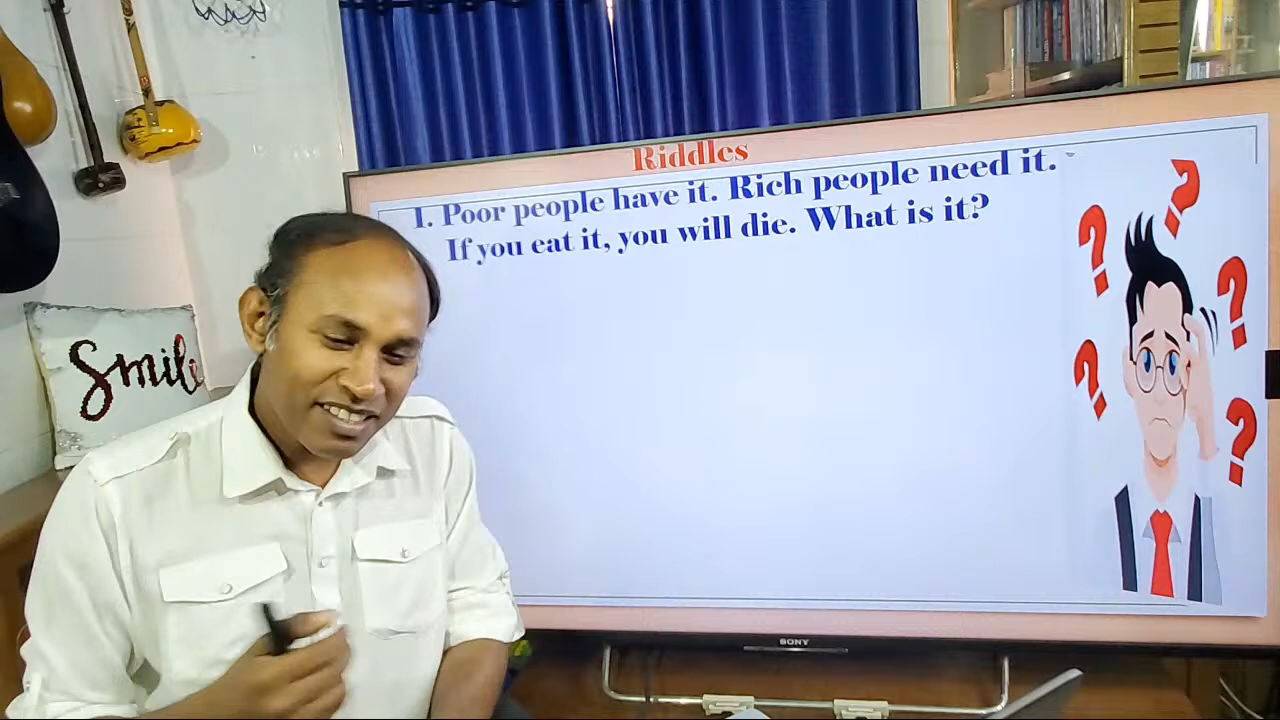 Riddles
1. Poor people have it. Rich people need it.
If you eat it, you will die. What is it?
Smile
SONY